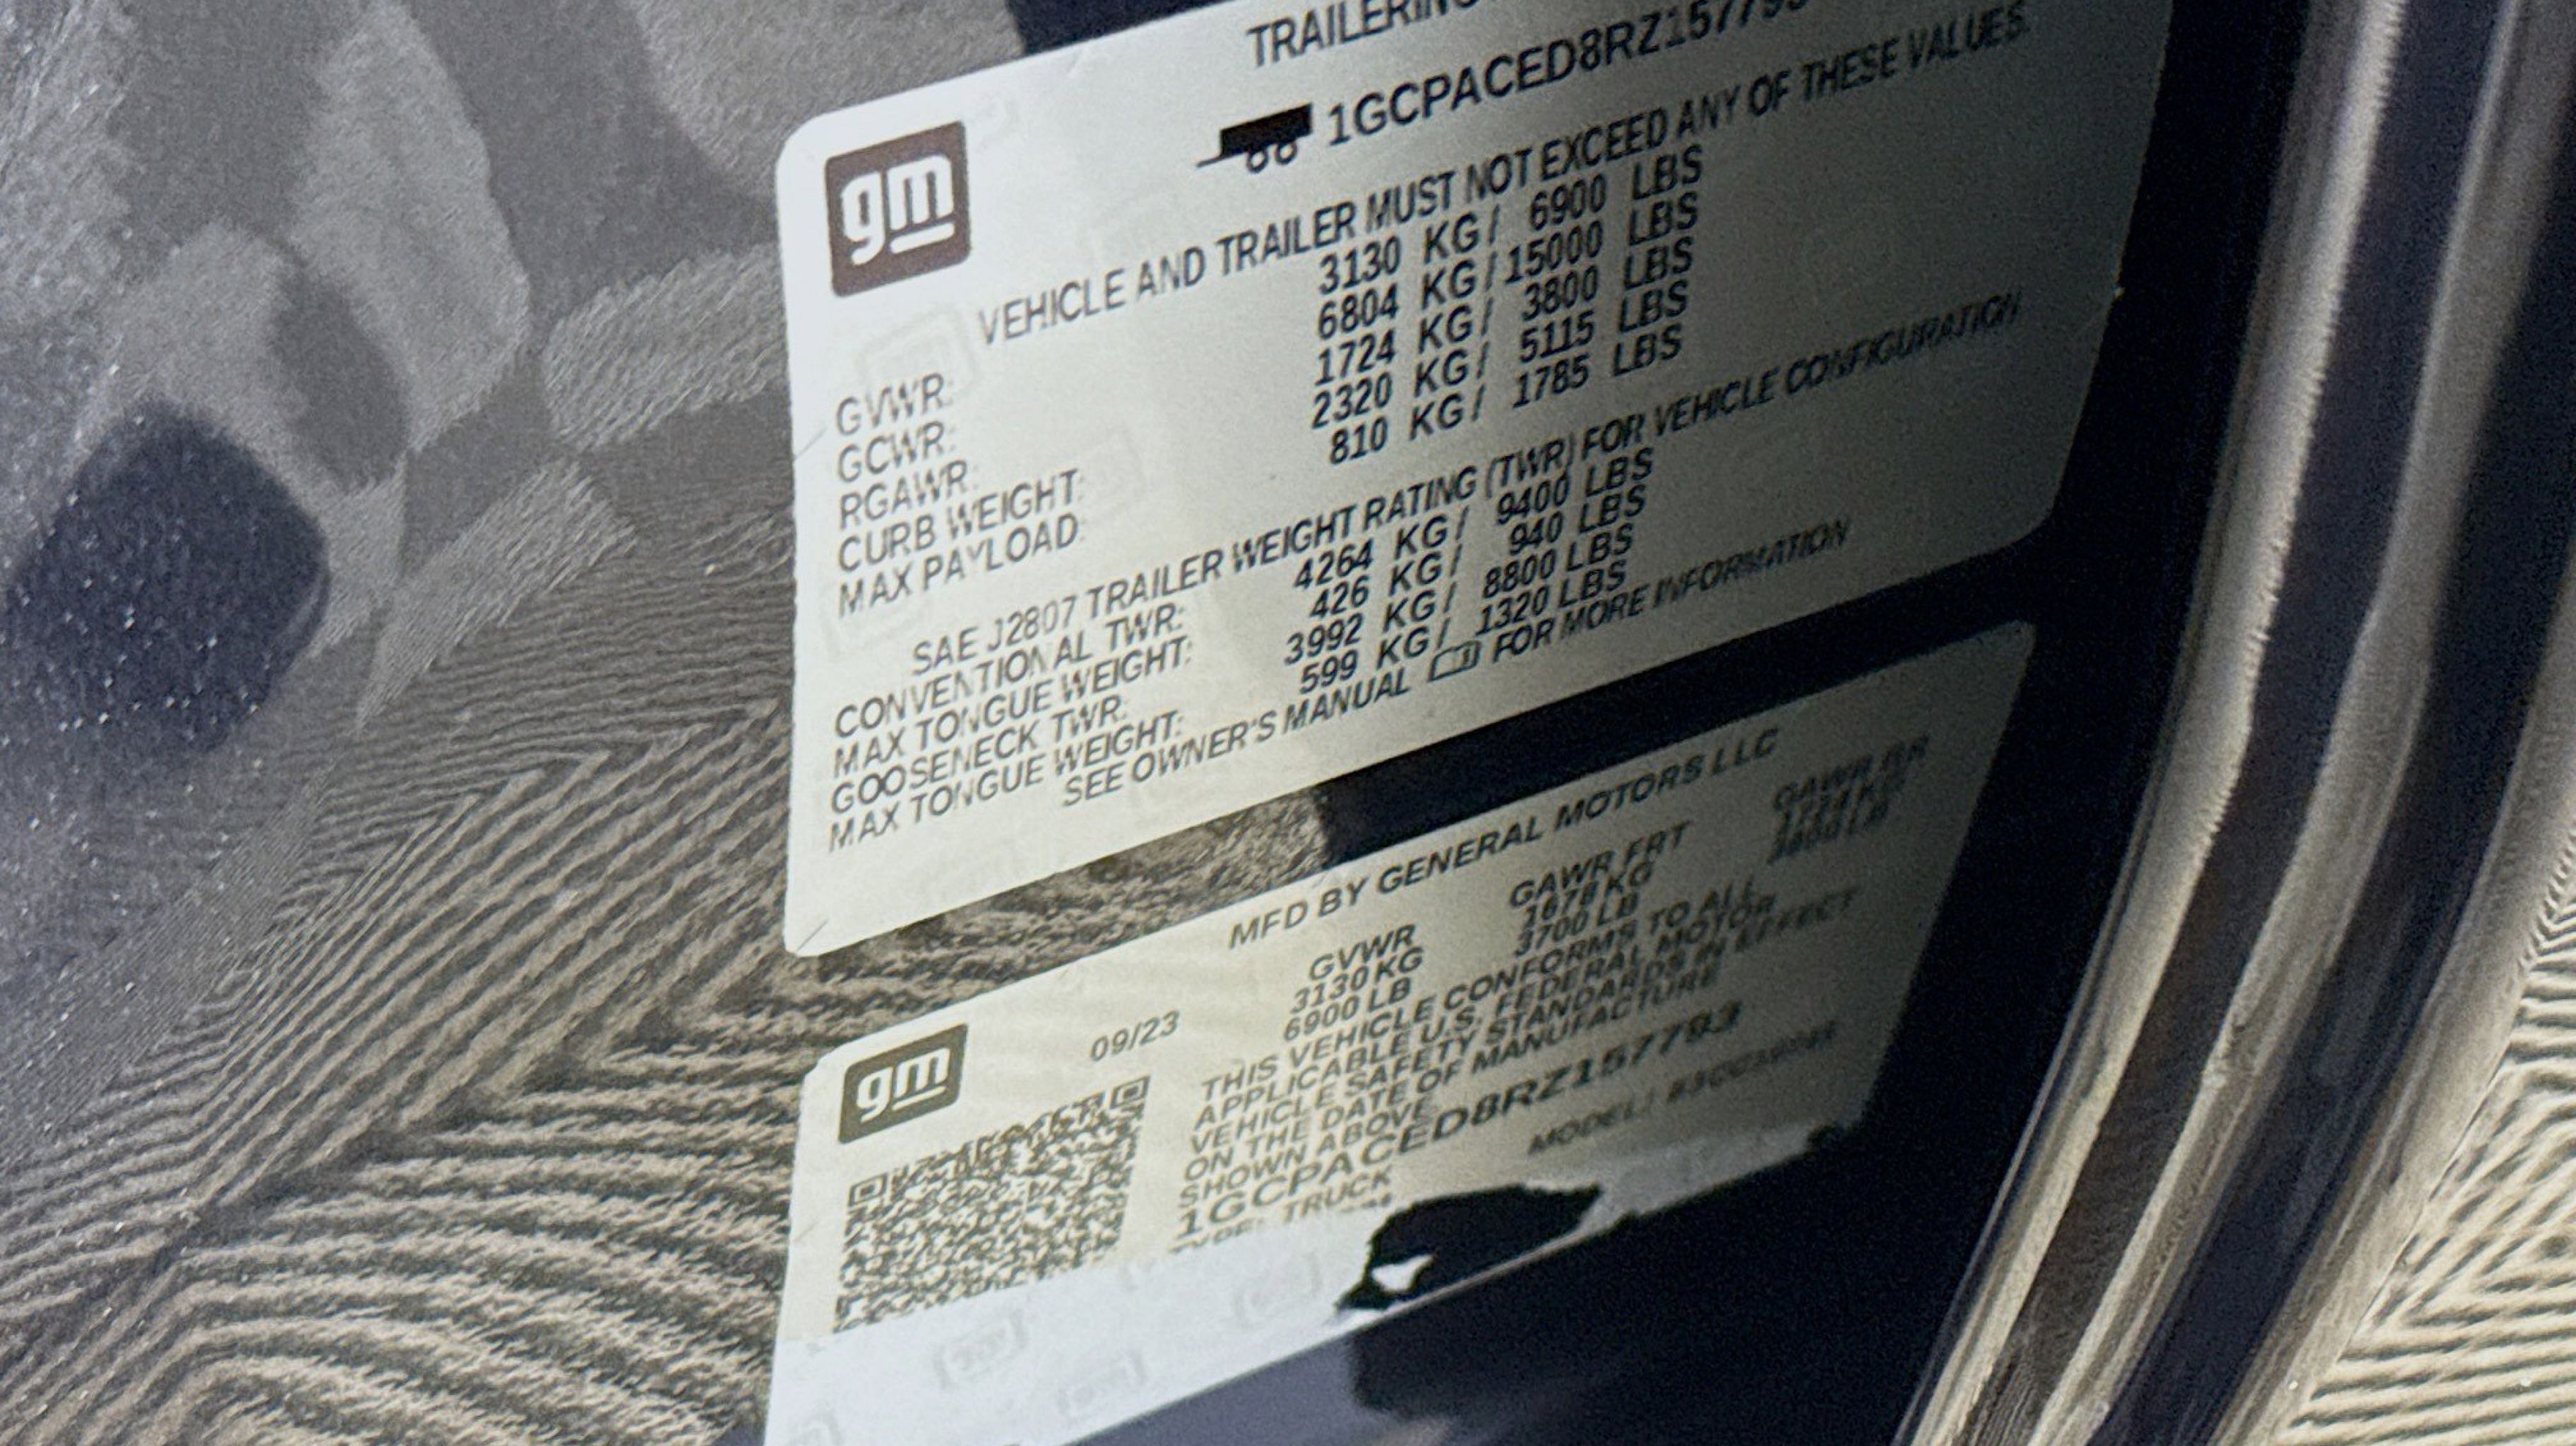 TRAILERING
1GCPACED8RZ157793
gm
VEHICLE AND TRAILER MUST NOT EXCEED ANY OF THESE VALUES
GVWR: 3130 KG / 6900 LBS
GCWR: 6804 KG / 15000 LBS
RGAWR: 1724 KG / 3800 LBS
CURB WEIGHT: 2320 KG / 5115 LBS
MAX PAYLOAD: 810 KG / 1785 LBS
SAE J2807 TRAILER WEIGHT RATING (TWR) FOR VEHICLE CONFIGURATION
CONVENTIONAL TWR: 4264 KG / 9400 LBS
MAX TONGUE WEIGHT: 426 KG / 940 LBS
GOOSENECK TWR: 3992 KG / 8800 LBS
MAX TONGUE WEIGHT: 599 KG / 1320 LBS
SEE OWNER'S MANUAL FOR MORE INFORMATION
MFD BY GENERAL MOTORS LLC
gm
09/23
GVWR GAWR FRT GAWR RR
3130 KG 1678 KG 1724 KG
6900 LB 3700 LB 3800 LB
THIS VEHICLE CONFORMS TO ALL
APPLICABLE U.S. FEDERAL MOTOR
VEHICLE SAFETY STANDARDS IN EFFECT
ON THE DATE OF MANUFACTURE
SHOWN ABOVE
1GCPACED8RZ157793
TYPE: TRUCK MODEL: